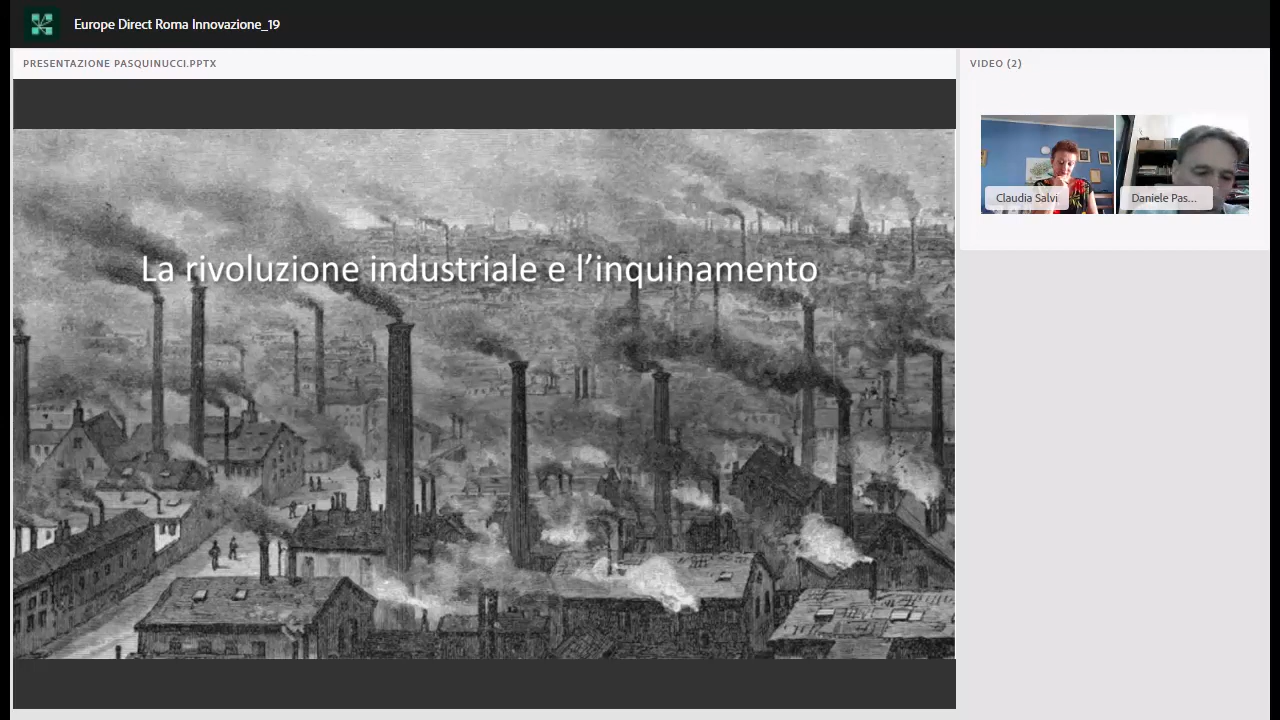 Europe Direct Roma Innovazione_19
PRESENTAZIONE PASQUINUCCI.PPTX
VIDEO (2)
La rivoluzione industriale e l’inquinamento
Claudia Salvi
Daniele Pas...